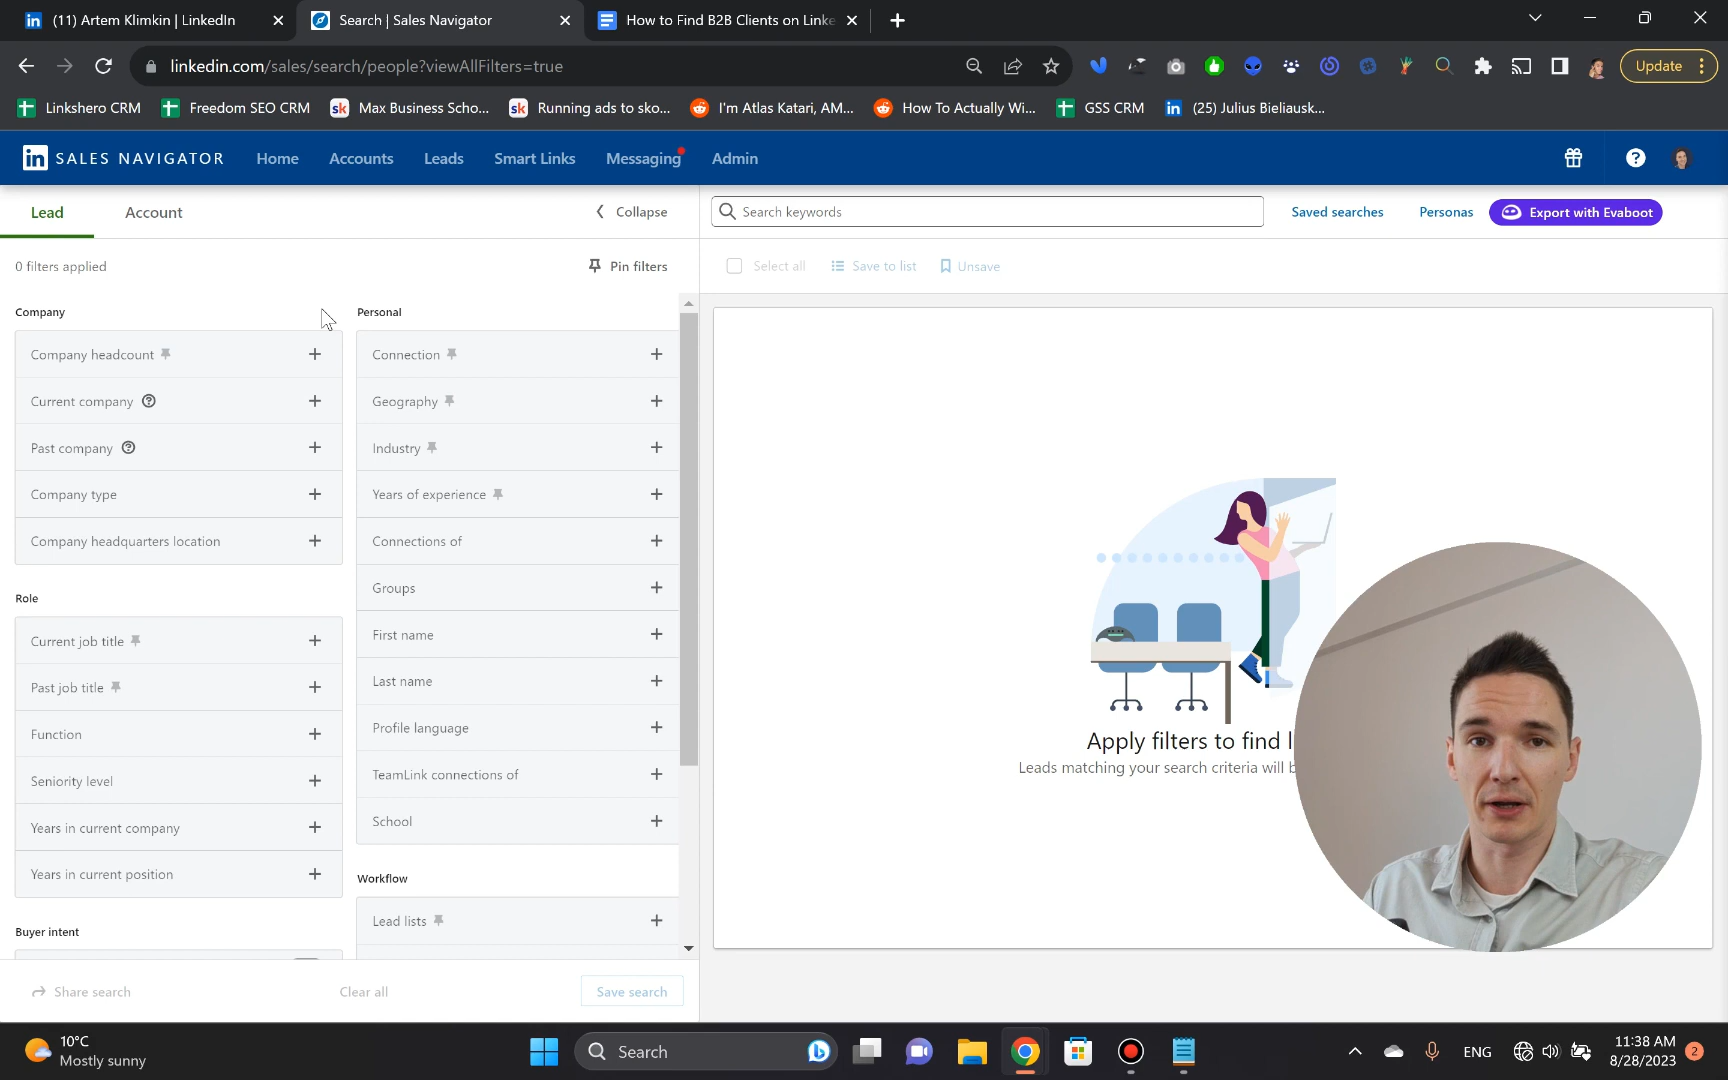 (11) Artem Klimkin | LinkedIn
Search | Sales Navigator
How to Find B2B Clients on Linke
linkedin.com/sales/search/people?viewAllFilters=true
Update
Linkshero CRM
Freedom SEO CRM
sk Max Business Scho...
sk Running ads to sko...
I'm Atlas Katari, AM...
How To Actually Wi...
GSS CRM
in (25) Julius Bieliausk...
in SALES NAVIGATOR
Home
Accounts
Leads
Smart Links
Messaging
Admin
Lead
Account
Collapse
Search keywords
Saved searches
Personas
Export with Evaboot
0 filters applied
Pin filters
Select all
Save to list
Unsave
Company
Company headcount
Current company
Past company
Company type
Company headquarters location
Role
Current job title
Past job title
Function
Seniority level
Years in current company
Years in current position
Buyer intent
Personal
Connection
Geography
Industry
Years of experience
Connections of
Groups
First name
Last name
Profile language
TeamLink connections of
School
Workflow
Lead lists
Apply filters to find l
Leads matching your search criteria will b
Share search
Clear all
Save search
10°C
Mostly sunny
Search
ENG
11:38 AM
8/28/2023
2